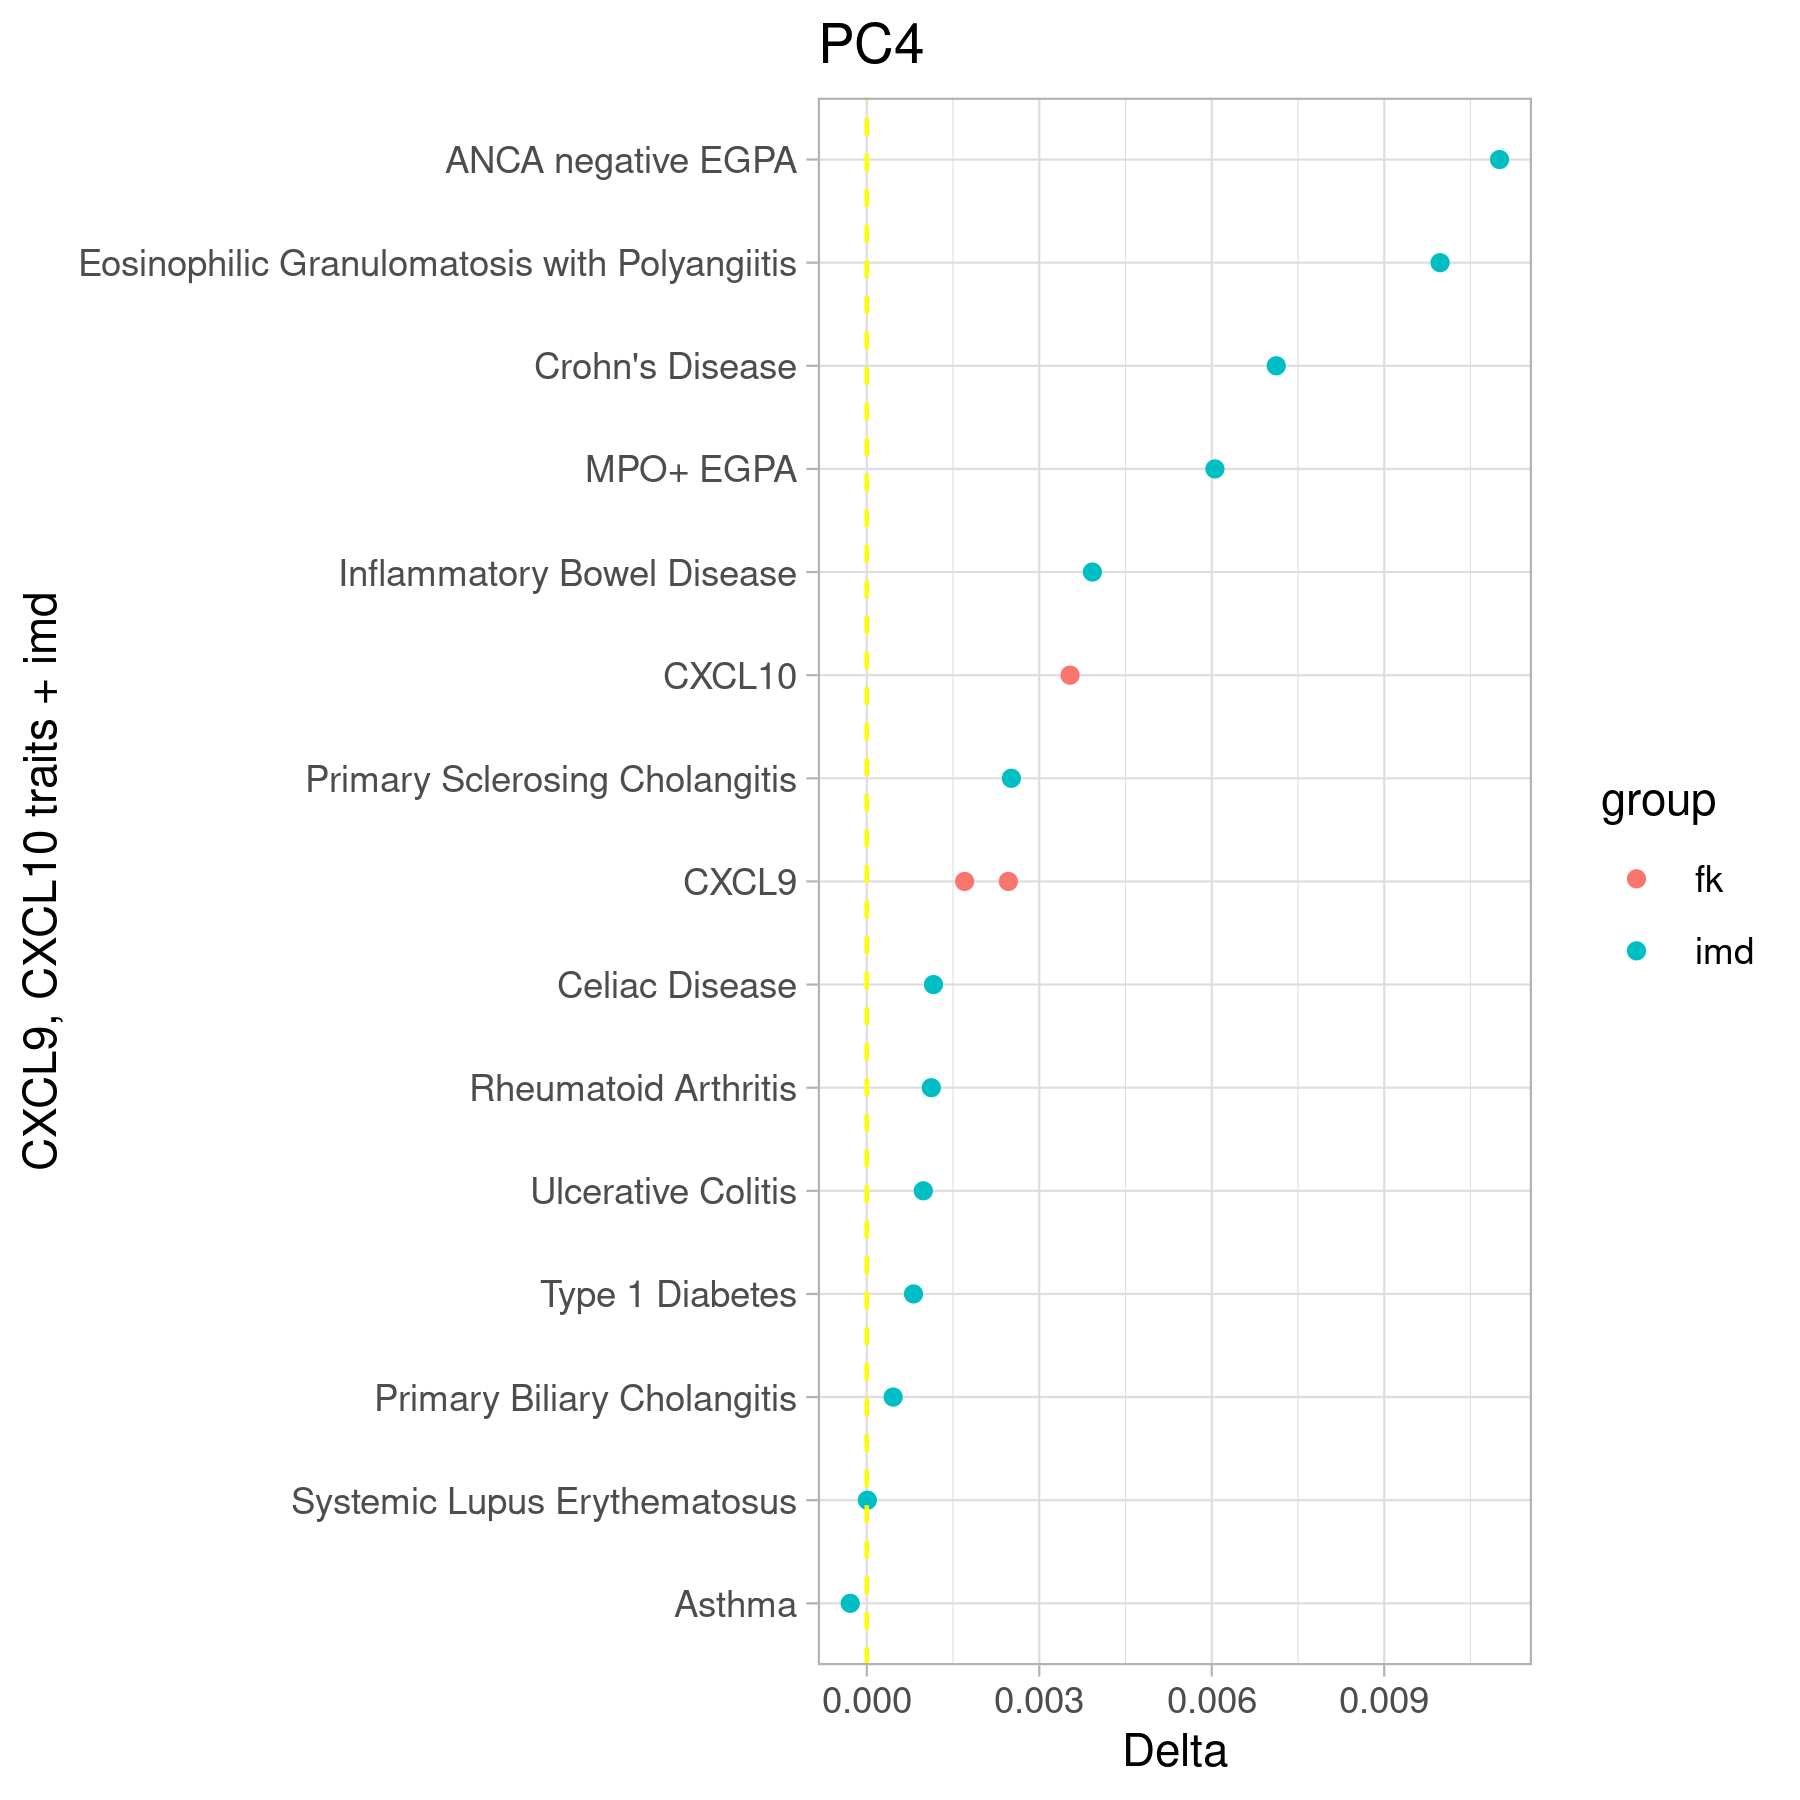 PC4
ANCA negative EGPA
Eosinophilic Granulomatosis with Polyangiitis
Crohn's Disease
MPO+ EGPA
Inflammatory Bowel Disease
CXCL10
Primary Sclerosing Cholangitis
CXCL9
Celiac Disease
Rheumatoid Arthritis
Ulcerative Colitis
Type 1 Diabetes
Primary Biliary Cholangitis
Systemic Lupus Erythematosus
Asthma
CXCL9, CXCL10 traits + imd
0.000 0.003 0.006 0.009
Delta
group
fk
imd